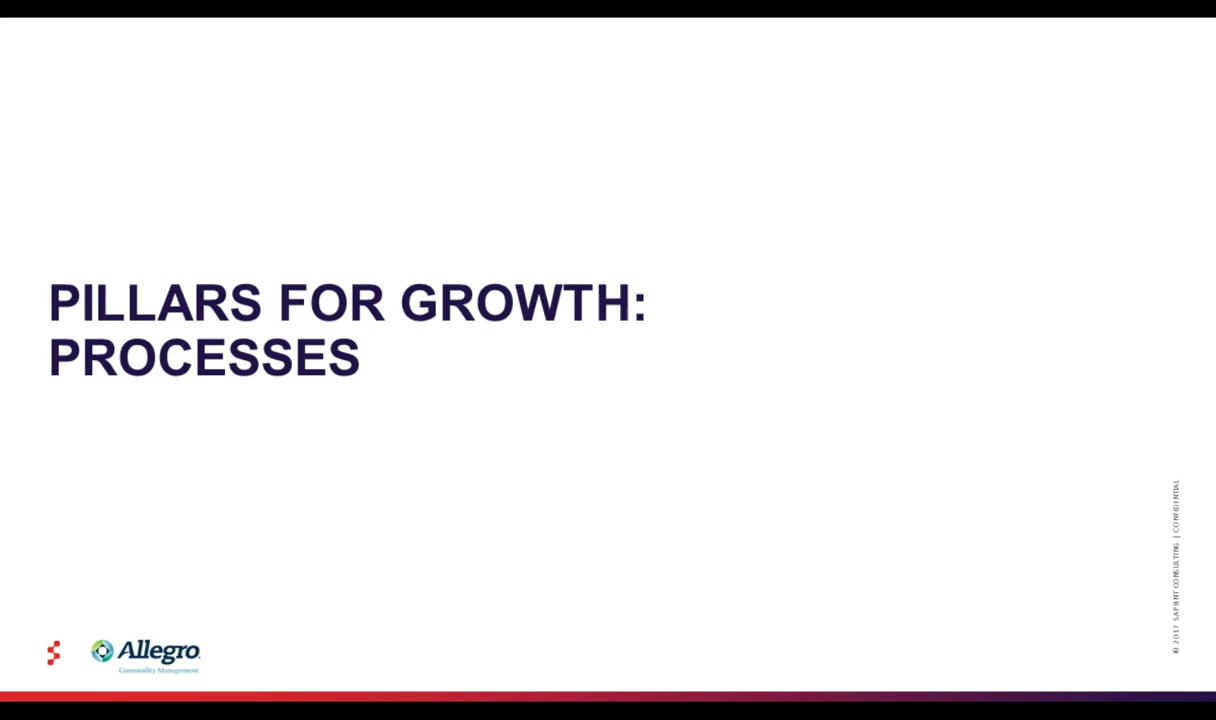 PILLARS FOR GROWTH:
PROCESSES
© 2017 SAPIENT CONSULTING | CONFIDENTIAL
Allegro
Commodity Management